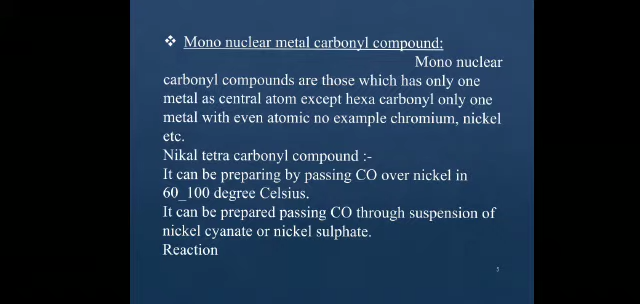 ❖ Mono nuclear metal carbonyl compound:
Mono nuclear
carbonyl compounds are those which has only one
metal as central atom except hexa carbonyl only one
metal with even atomic no example chromium, nickel
etc.
Nikal tetra carbonyl compound :-
It can be preparing by passing CO over nickel in
60_100 degree Celsius.
It can be prepared passing CO through suspension of
nickel cyanate or nickel sulphate.
Reaction